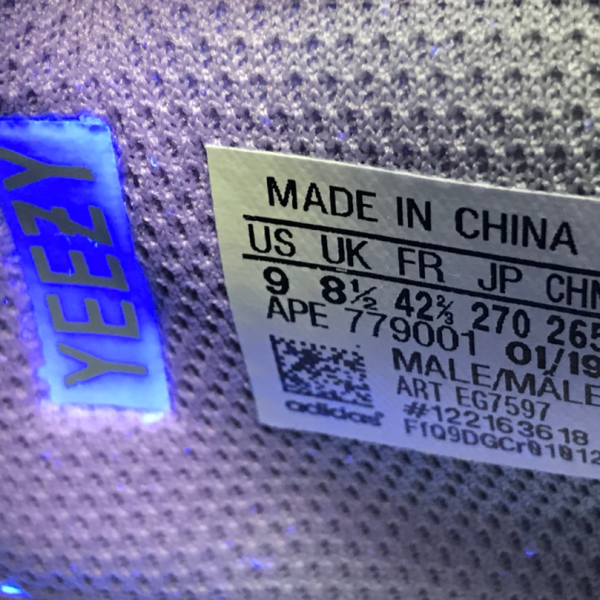 YEEZY
MADE IN CHINA
US UK FR JP CHN
9 8½ 42⅔ 270 265
APE 779001 01/19
MALE/MÂLE
ART EG7597
#122163618
adidas